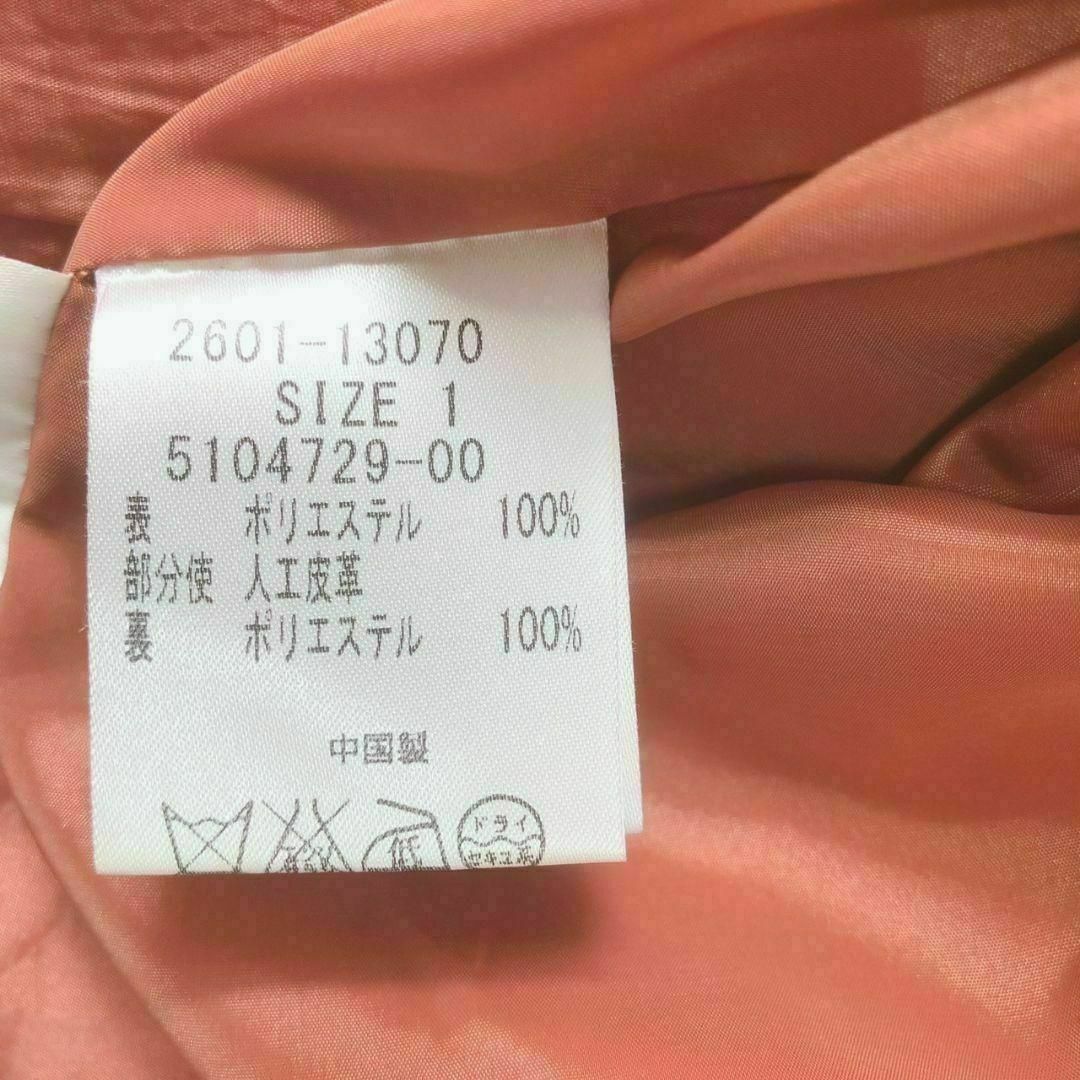 2601-13070
SIZE 1
5104729-00
表 ポリエステル 100%
部分使 人工皮革
裏 ポリエステル 100%
中国製
低 ドライ